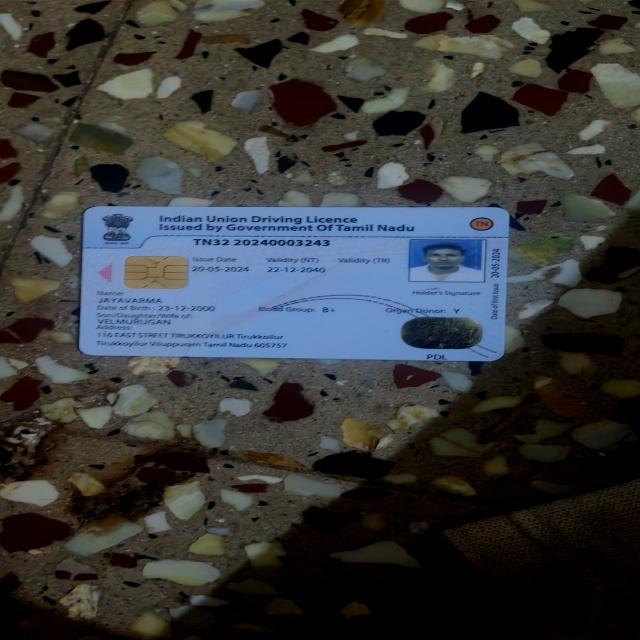 Indian Union Driving Licence
Issued by Government Of Tamil Nadu
TN
TN32 20240003243
Issue Date Validity (NT) Validity (TR)
20-05-2024 22-12-2040
Holder's Signature
Date of First Issue 20-05-2024
Name:
JAYAVARMA
Date of Birth : 23-12-2000 Blood Group: B+ Organ Donor: Y
Son/Daughter/Wife of:
VELMURUGAN
Address:
116 EAST STREET TIRUKKOYILUR Tirukkoilur
Tirukkoyilur Viluppuram Tamil Nadu 605757
PDL